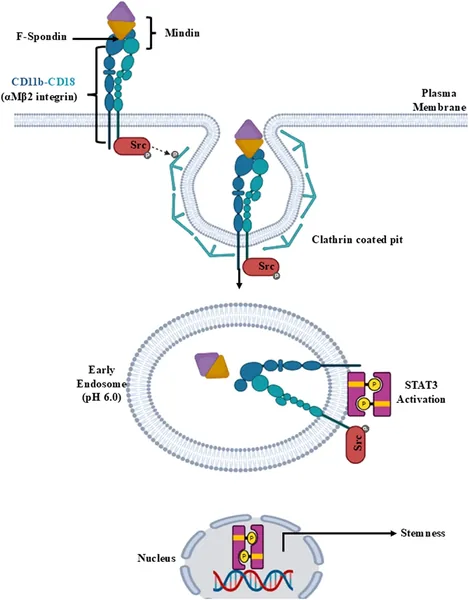 F-Spondin
Mindin
CD11b-CD18
(αMβ2 integrin)
Plasma
Membrane
Src
P
P
Clathrin coated pit
Src
P
Early
Endosome
(pH 6.0)
P
P
STAT3
Activation
P
Src
Nucleus
P
P
Stemness